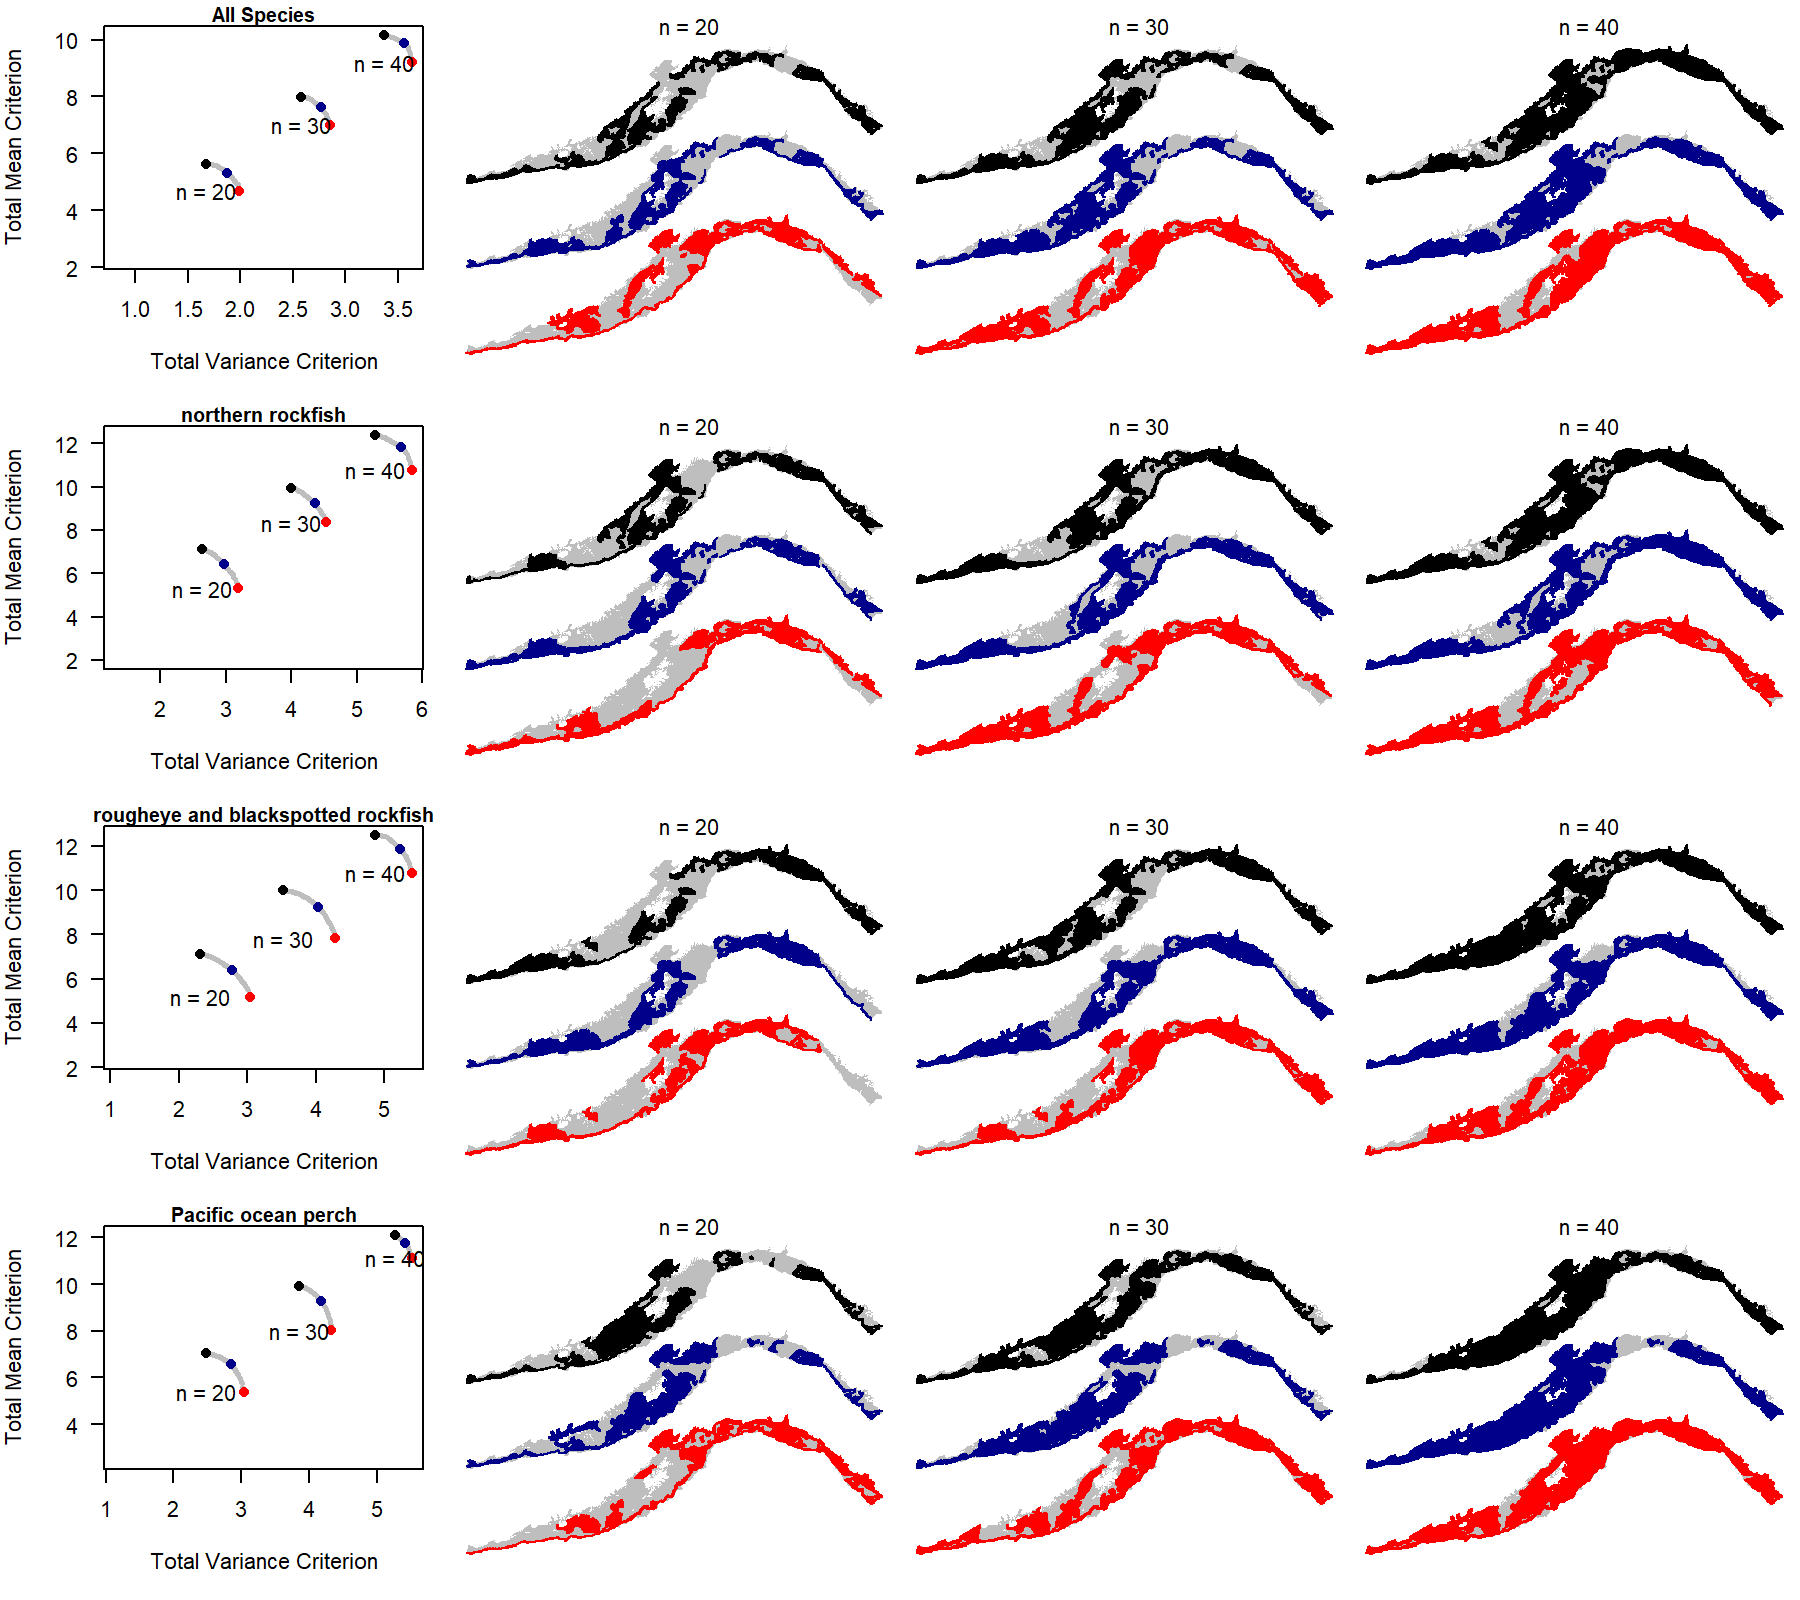 All Species
n = 20
n = 30
n = 40
Total Mean Criterion
10
8
6
4
2
n = 40
n = 30
n = 20
1.0 1.5 2.0 2.5 3.0 3.5
Total Variance Criterion
northern rockfish
n = 20
n = 30
n = 40
Total Mean Criterion
12
10
8
6
4
2
n = 40
n = 30
n = 20
2 3 4 5 6
Total Variance Criterion
rougheye and blackspotted rockfish
n = 20
n = 30
n = 40
Total Mean Criterion
12
10
8
6
4
2
n = 40
n = 30
n = 20
1 2 3 4 5
Total Variance Criterion
Pacific ocean perch
n = 20
n = 30
n = 40
Total Mean Criterion
12
10
8
6
4
n = 40
n = 30
n = 20
1 2 3 4 5
Total Variance Criterion